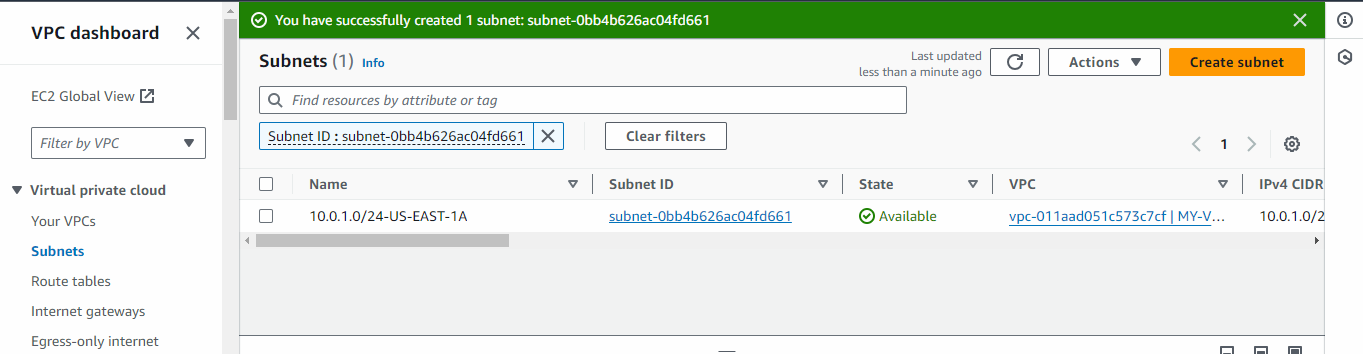 You have successfully created 1 subnet: subnet-0bb4b626ac04fd661
VPC dashboard
EC2 Global View
Filter by VPC
Virtual private cloud
Your VPCs
Subnets
Route tables
Internet gateways
Egress-only internet
Subnets (1) Info
Last updated
less than a minute ago
Actions
Create subnet
Find resources by attribute or tag
Subnet ID : subnet-0bb4b626ac04fd661
Clear filters
1
Name Subnet ID State VPC IPv4 CIDR
10.0.1.0/24-US-EAST-1A subnet-0bb4b626ac04fd661 Available vpc-011aad051c573c7cf | MY-V... 10.0.1.0/2